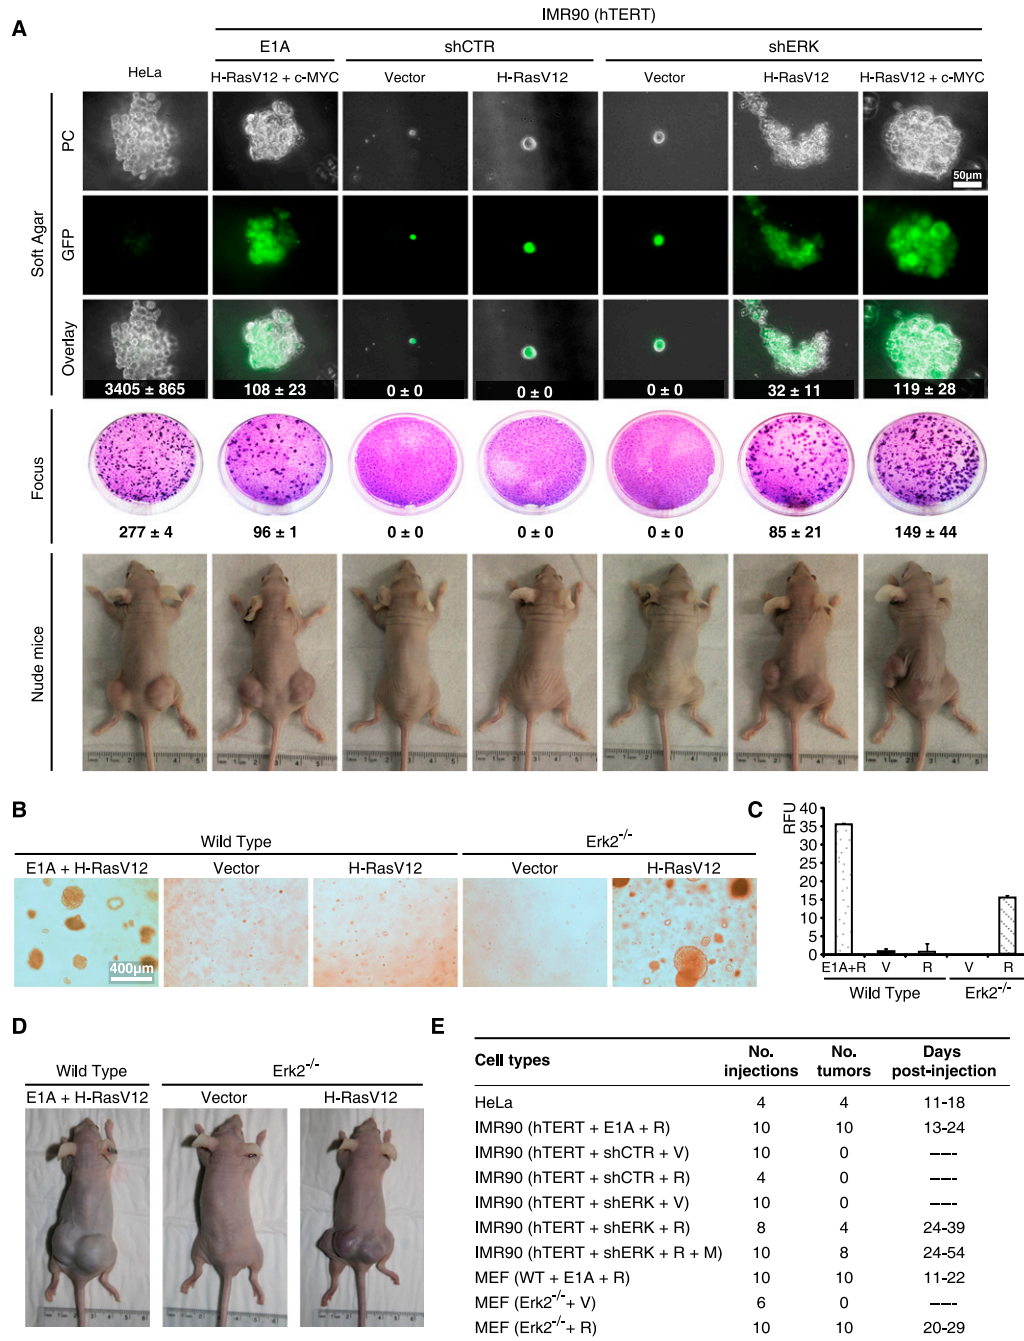 A
IMR90 (hTERT)
E1A shCTR shERK
HeLa H-RasV12 + c-MYC Vector H-RasV12 Vector H-RasV12 H-RasV12 + c-MYC
Soft Agar
PC
50µm
GFP
Overlay
3405 ± 865 108 ± 23 0 ± 0 0 ± 0 0 ± 0 32 ± 11 119 ± 28
Focus
277 ± 4 96 ± 1 0 ± 0 0 ± 0 0 ± 0 85 ± 21 149 ± 44
Nude mice
B
Wild Type Erk2-/-
E1A + H-RasV12 Vector H-RasV12 Vector H-RasV12
400µm
C
RFU
40
35
30
25
20
15
10
5
0
E1A+R V R V R
Wild Type Erk2-/-
D
Wild Type Erk2-/-
E1A + H-RasV12 Vector H-RasV12
E
Cell types No. injections No. tumors Days post-injection
HeLa 4 4 11-18
IMR90 (hTERT + E1A + R) 10 10 13-24
IMR90 (hTERT + shCTR + V) 10 0 -----
IMR90 (hTERT + shCTR + R) 4 0 -----
IMR90 (hTERT + shERK + V) 10 0 -----
IMR90 (hTERT + shERK + R) 8 4 24-39
IMR90 (hTERT + shERK + R + M) 10 8 24-54
MEF (WT + E1A + R) 10 10 11-22
MEF (Erk2-/-+ V) 6 0 -----
MEF (Erk2-/-+ R) 10 10 20-29